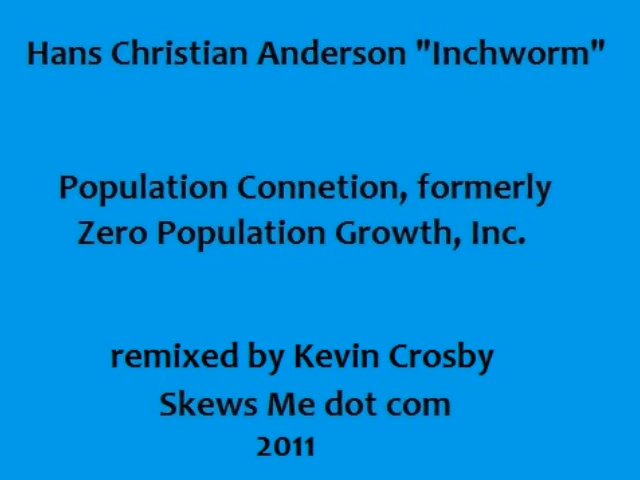 Hans Christian Anderson "Inchworm"
Population Connetion, formerly
Zero Population Growth, Inc.
remixed by Kevin Crosby
Skews Me dot com
2011